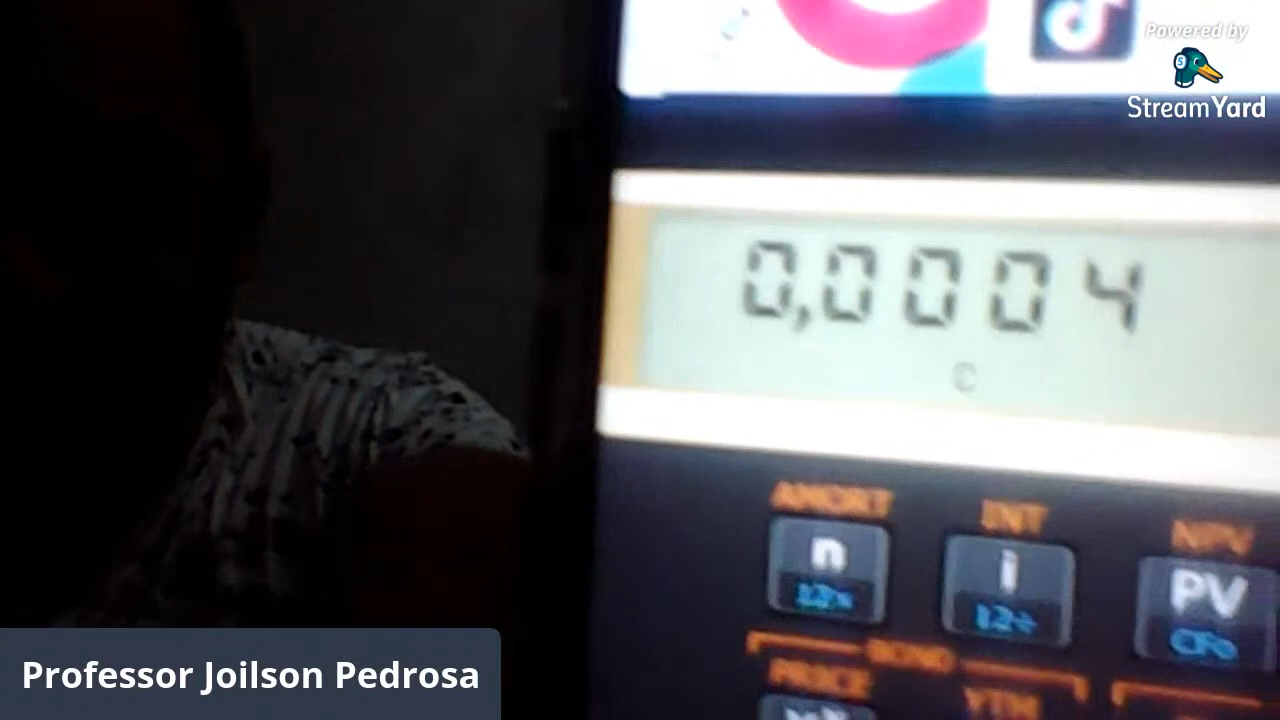 Powered by
StreamYard
0,0004
C
AMORT INT NPV
n i PV
12x 12÷ CFo
BOND
PRICE YTM
Professor Joilson Pedrosa